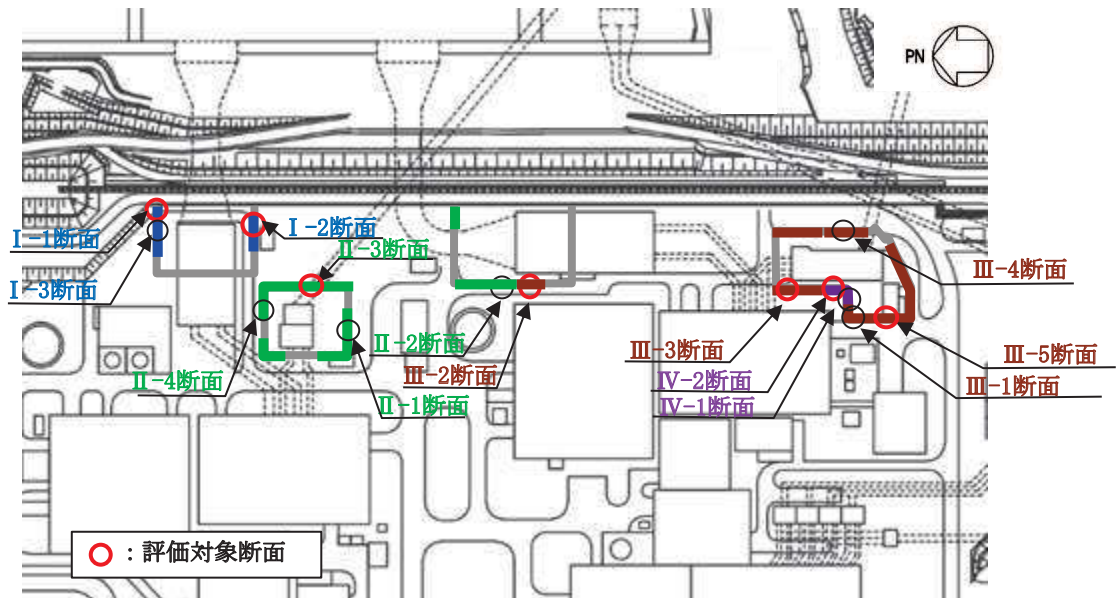 PN
Ⅰ-1断面
Ⅰ-2断面
Ⅱ-3断面
Ⅲ-4断面
Ⅰ-3断面
Ⅱ-2断面
Ⅲ-3断面
Ⅲ-5断面
Ⅱ-4断面
Ⅲ-2断面
Ⅳ-2断面
Ⅲ-1断面
Ⅱ-1断面
Ⅳ-1断面
：評価対象断面